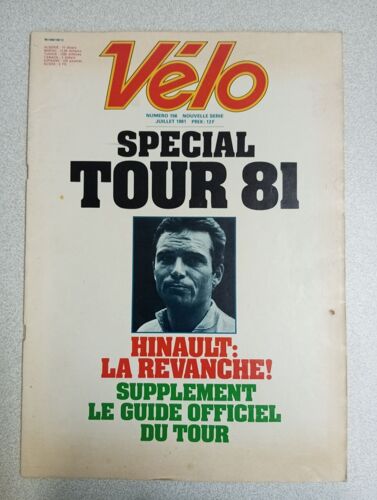 Vélo
NUMERO 156 NOUVELLE SERIE
JUILLET 1981 PRIX: 12F
SPECIAL
TOUR 81
HINAULT:
LA REVANCHE!
SUPPLEMENT
LE GUIDE OFFICIEL
DU TOUR